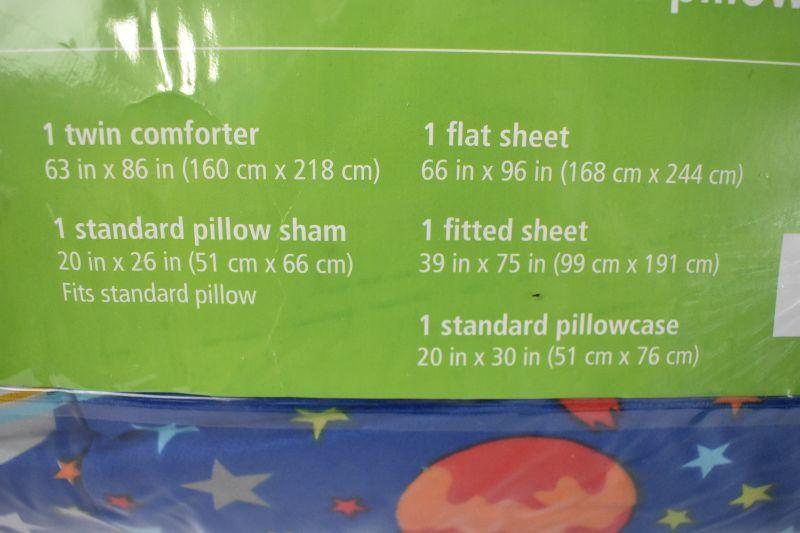 1 twin comforter
63 in x 86 in (160 cm x 218 cm)
1 standard pillow sham
20 in x 26 in (51 cm x 66 cm)
Fits standard pillow
1 flat sheet
66 in x 96 in (168 cm x 244 cm)
1 fitted sheet
39 in x 75 in (99 cm x 191 cm)
1 standard pillowcase
20 in x 30 in (51 cm x 76 cm)